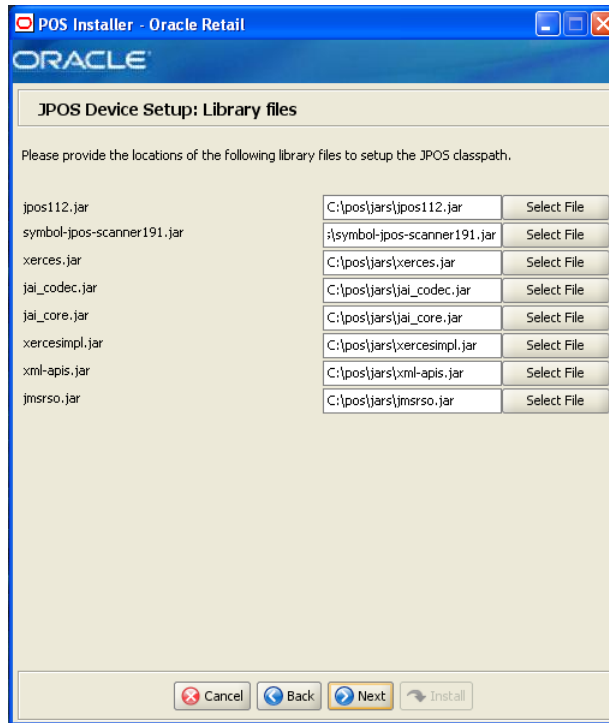 POS Installer - Oracle Retail
ORACLE
JPOS Device Setup: Library files
Please provide the locations of the following library files to setup the JPOS classpath.
jpos112.jar C:\pos\jars\jpos112.jar Select File
symbol-jpos-scanner191.jar s\symbol-jpos-scanner191.jar Select File
xerces.jar C:\pos\jars\xerces.jar Select File
jai_codec.jar C:\pos\jars\jai_codec.jar Select File
jai_core.jar C:\pos\jars\jai_core.jar Select File
xercesimpl.jar C:\pos\jars\xercesimpl.jar Select File
xml-apis.jar C:\pos\jars\xml-apis.jar Select File
jmsrso.jar C:\pos\jars\jmsrso.jar Select File
Cancel Back Next Install